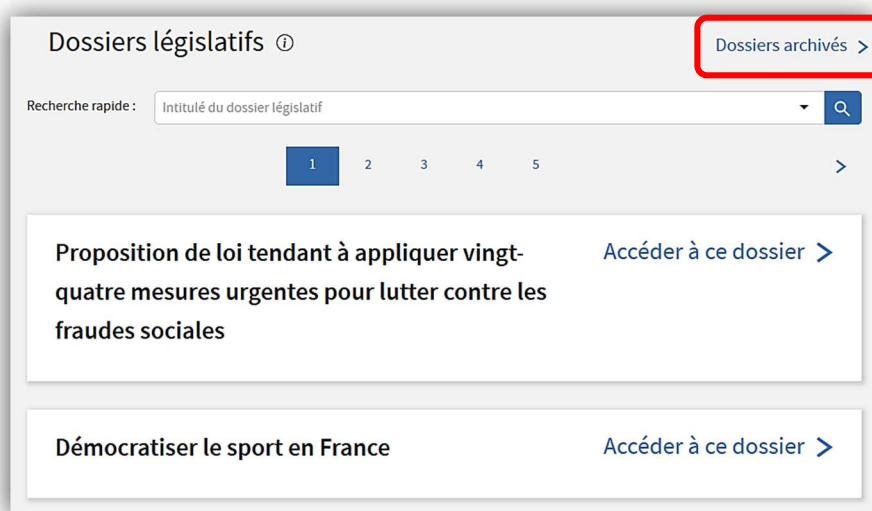 Dossiers législatifs
Dossiers archivés
Recherche rapide :
Intitulé du dossier législatif
1 2 3 4 5
Proposition de loi tendant à appliquer vingt-
quatre mesures urgentes pour lutter contre les
fraudes sociales
Accéder à ce dossier
Démocratiser le sport en France
Accéder à ce dossier